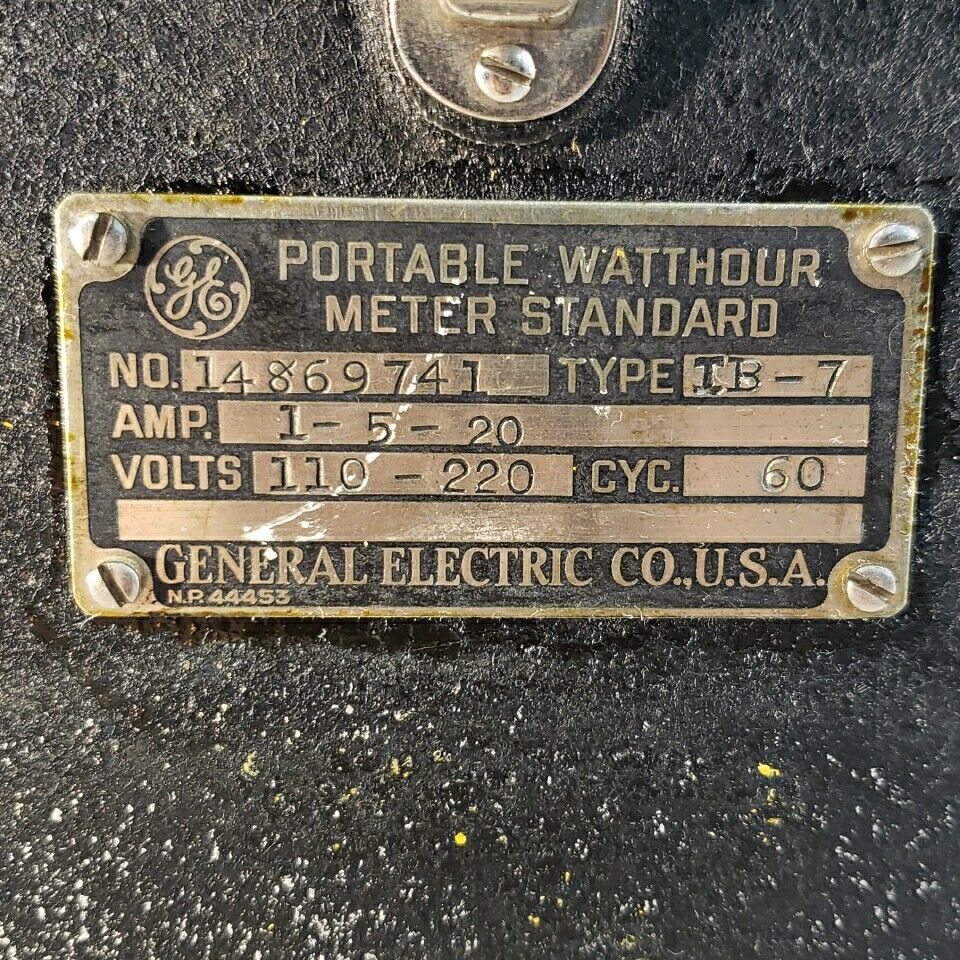 GE PORTABLE WATTHOUR
METER STANDARD
NO. 14869741 TYPE IB-7
AMP. 1-5-20
VOLTS 110-220 CYC. 60
GENERAL ELECTRIC CO., U.S.A.
N.P. 44453